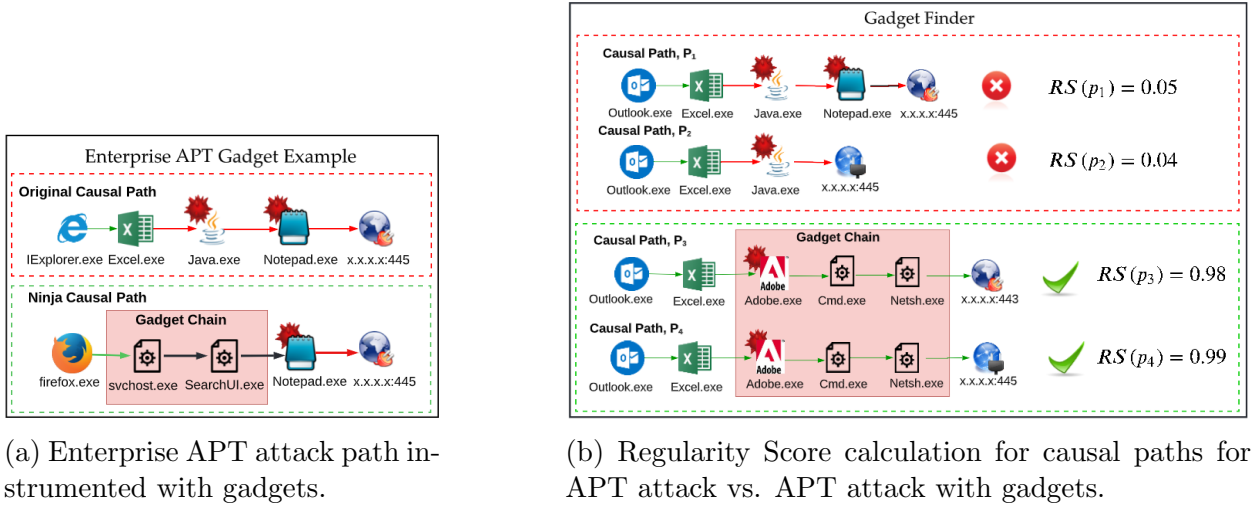 Enterprise APT Gadget Example
Original Causal Path
IExplorer.exe Excel.exe Java.exe Notepad.exe x.x.x.x:445
Ninja Causal Path
Gadget Chain
firefox.exe svchost.exe SearchUI.exe Notepad.exe x.x.x.x:445
(a) Enterprise APT attack path in-
strumented with gadgets.
Gadget Finder
Causal Path, P1
Outlook.exe Excel.exe Java.exe Notepad.exe x.x.x.x:445
RS(p1) = 0.05
Causal Path, P2
Outlook.exe Excel.exe Java.exe x.x.x.x:445
RS(p2) = 0.04
Causal Path, P3
Gadget Chain
Adobe
Outlook.exe Excel.exe Adobe.exe Cmd.exe Netsh.exe x.x.x.x:443
RS(p3) = 0.98
Causal Path, P4
Adobe
Outlook.exe Excel.exe Adobe.exe Cmd.exe Netsh.exe x.x.x.x:445
RS(p4) = 0.99
(b) Regularity Score calculation for causal paths for
APT attack vs. APT attack with gadgets.